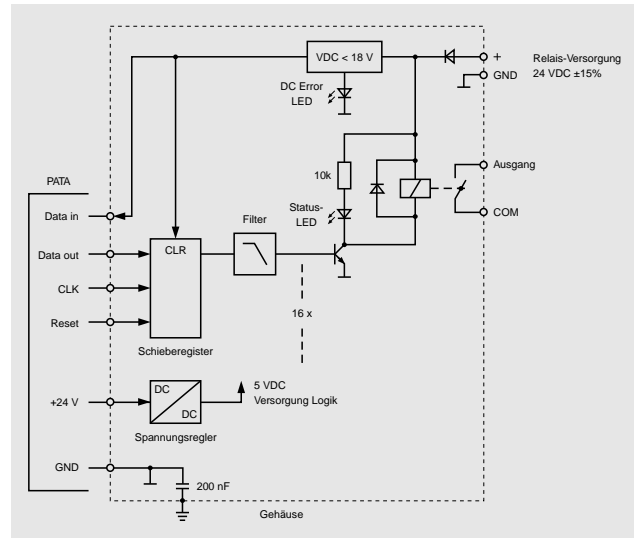 VDC < 18 V
+
Relais-Versorgung
GND
24 VDC ±15%
DC Error
LED
10k
Ausgang
PATA
Status-
LED
COM
Data in
Filter
Data out
CLR
CLK
16 x
Reset
Schieberegister
+24 V
DC
DC
5 VDC
Versorgung Logik
Spannungsregler
GND
200 nF
Gehäuse